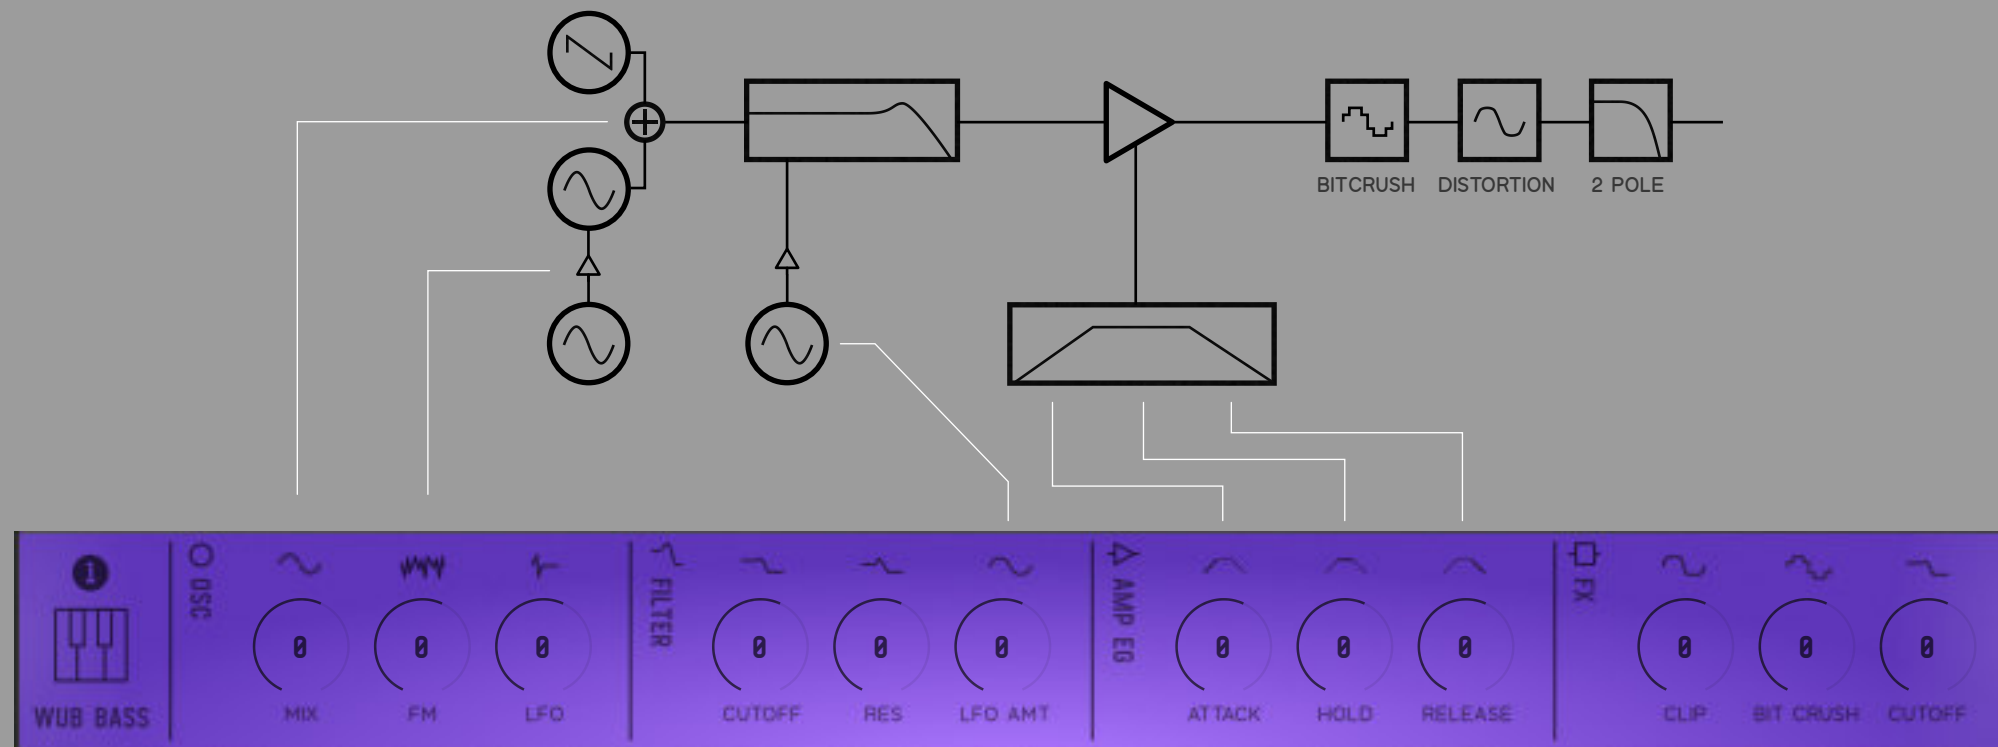 BITCRUSH DISTORTION 2 POLE
1
OSC
FILTER
AMP EG
FX
0 0 0 0 0 0 0 0 0 0 0 0
WUB BASS
MIX FM LFO CUTOFF RES LFO AMT ATTACK HOLD RELEASE CLIP BIT CRUSH CUTOFF